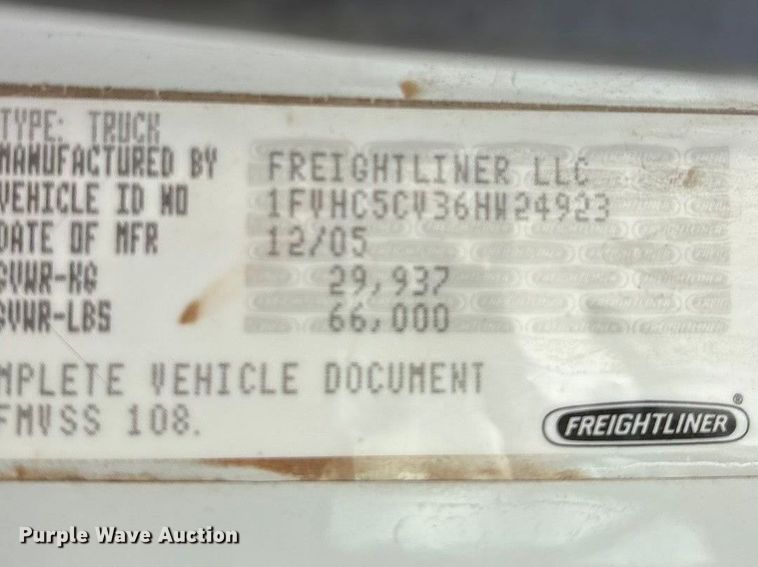 TYPE: TRUCK
MANUFACTURED BY FREIGHTLINER LLC
VEHICLE ID NO 1FVHC5CV36HW24923
DATE OF MFR 12/05
GVWR-KG 29,937
GVWR-LBS 66,000
MPLETE VEHICLE DOCUMENT
FMVSS 108.
FREIGHTLINER®
Purple Wave Auction